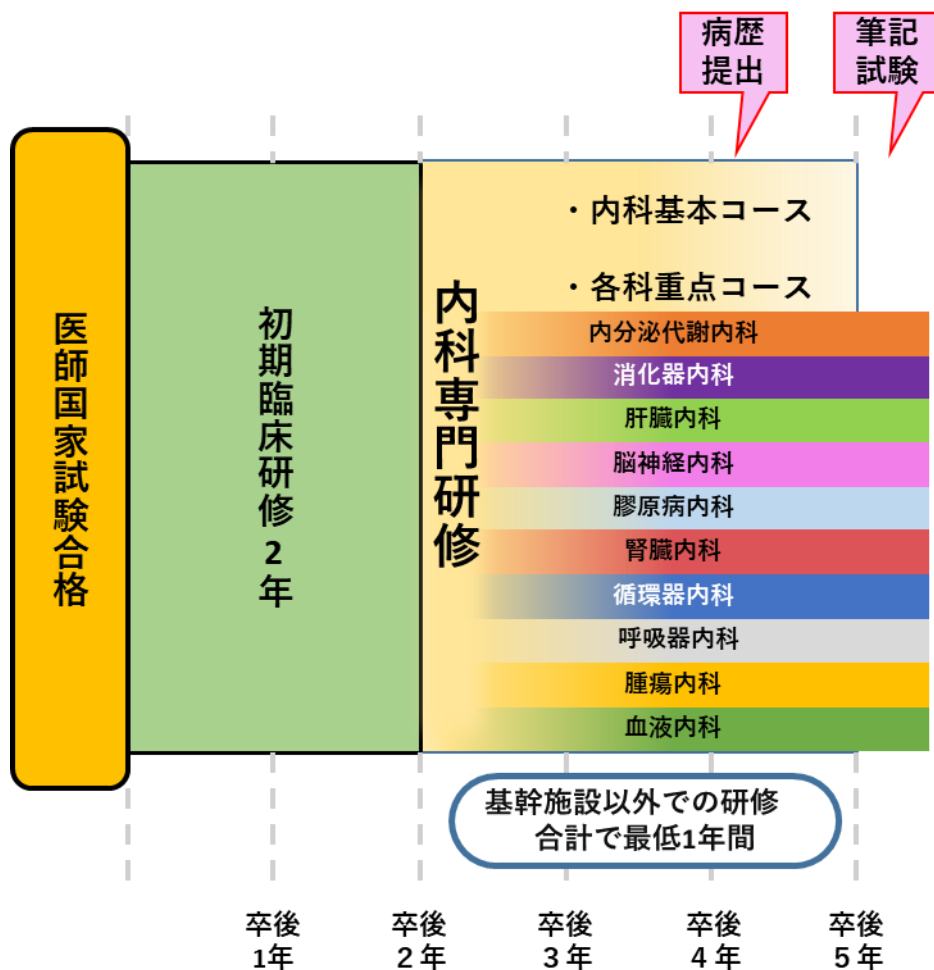 病歴
提出
筆記
試験
医師国家試験合格
初期臨床研修2年
内科専門研修
・内科基本コース
・各科重点コース
内分泌代謝内科
消化器内科
肝臓内科
脳神経内科
膠原病内科
腎臓内科
循環器内科
呼吸器内科
腫瘍内科
血液内科
基幹施設以外での研修
合計で最低1年間
卒後
1年
卒後
2年
卒後
3年
卒後
4年
卒後
5年